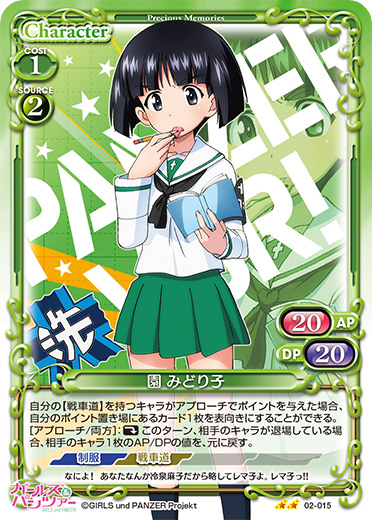 Precious Memories
Character
COST
1
SOURCE
2
PANZER
洗
20 AP
DP 20
園 みどり子
自分の【戦車道】を持つキャラがアプローチでポイントを与えた場合、
自分のポイント置き場にあるカード1枚を表向きにすることができる。
[アプローチ/両方]: このターン、相手のキャラが退場している場
合、相手のキャラ1枚のAP/DPの値を、元に戻す。
制服 戦車道
なによ! あなたなんか冷泉麻子だから略してレマ子よ、レマ子っ!!
ガールズ&パンツァー
GIRLS und PANZER
©GIRLS und PANZER Projekt
02-015